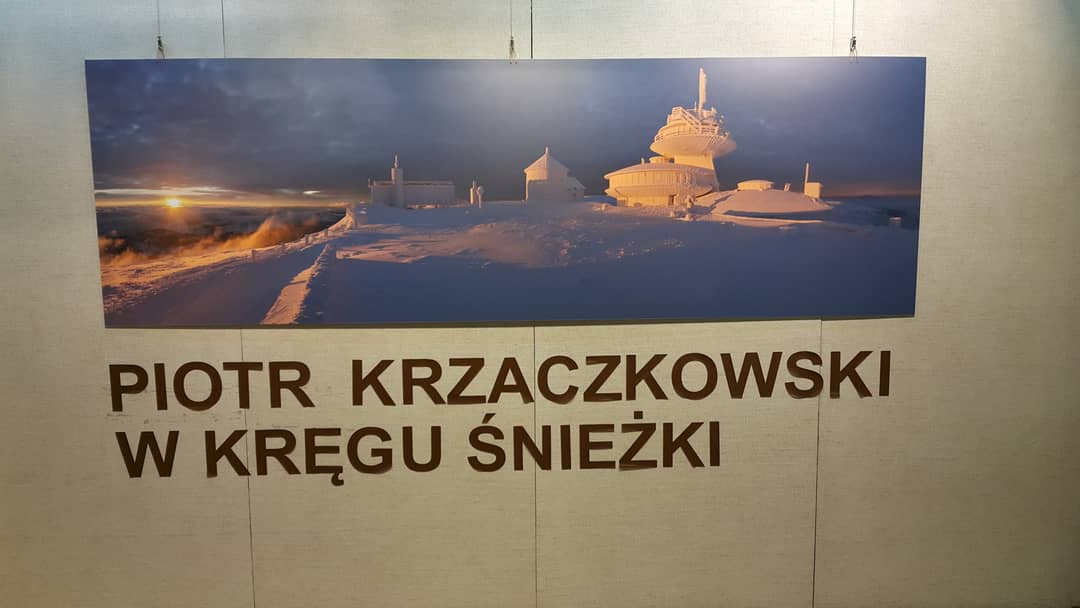 PIOTR KRZACZKOWSKI
W KRĘGU ŚNIEŻKI